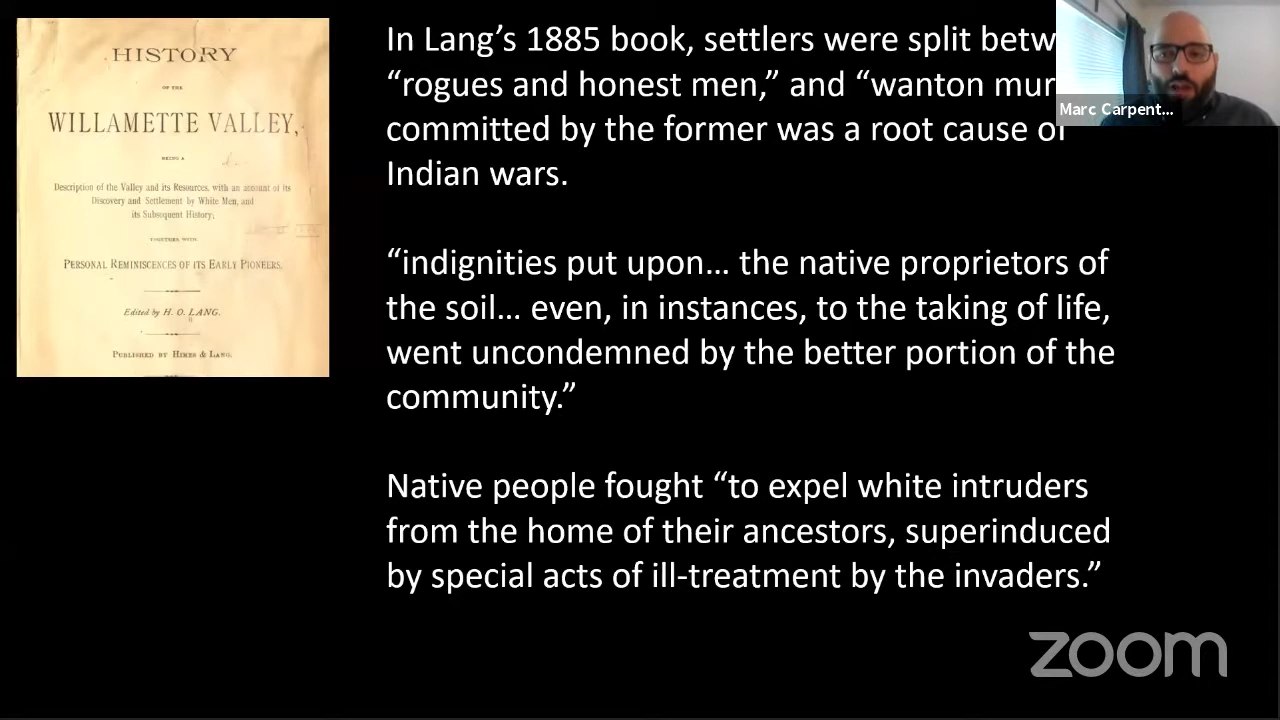 HISTORY
OF THE
WILLAMETTE VALLEY,
BEING A
Description of the Valley and its Resources, with an account of its
Discovery and Settlement by White Men, and
its Subsequent History;
TOGETHER WITH
PERSONAL REMINISCENCES OF ITS EARLY PIONEERS.
Edited by H. O. LANG.
PUBLISHED BY HIMES & LANG.
In Lang’s 1885 book, settlers were split betw
“rogues and honest men,” and “wanton mur
committed by the former was a root cause of
Indian wars.
“indignities put upon… the native proprietors of
the soil… even, in instances, to the taking of life,
went uncondemned by the better portion of the
community.”
Native people fought “to expel white intruders
from the home of their ancestors, superinduced
by special acts of ill-treatment by the invaders.”
Marc Carpent...
zoom